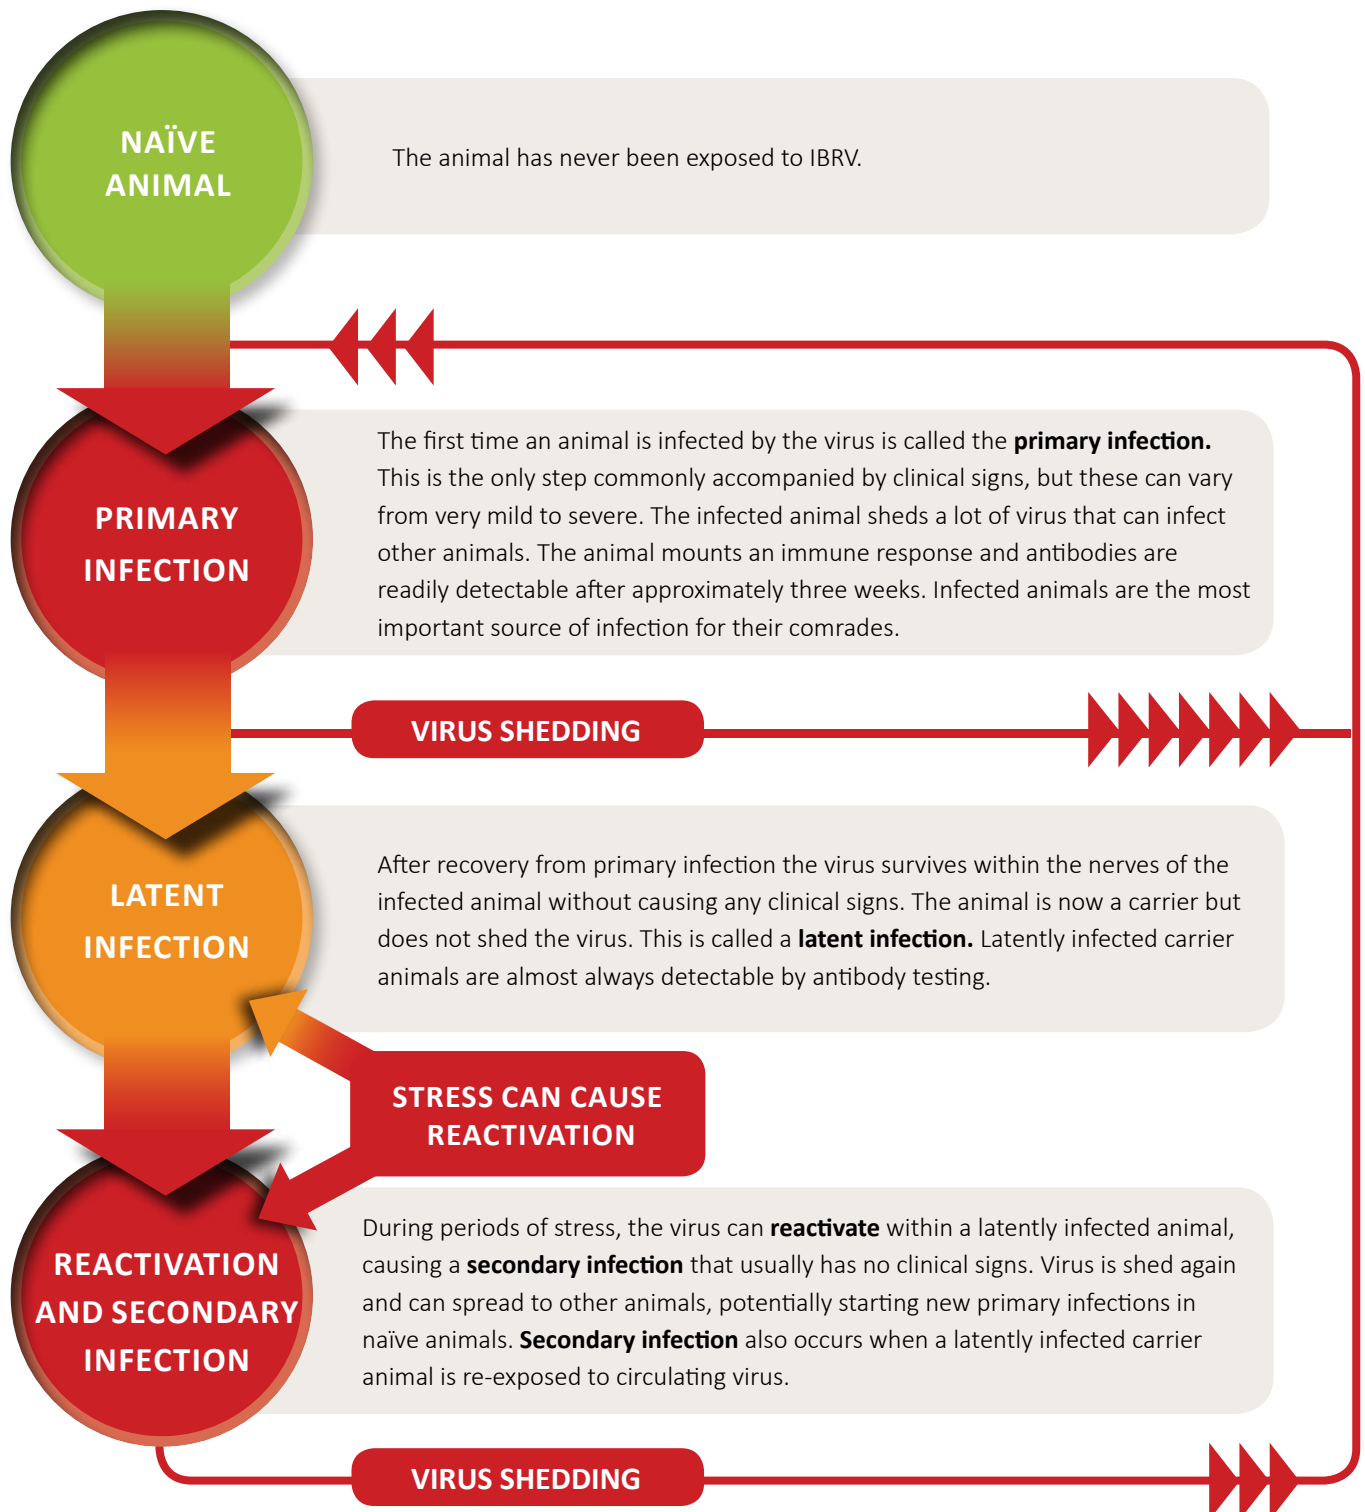 NAÏVE
ANIMAL
The animal has never been exposed to IBRV.
PRIMARY
INFECTION
The first time an animal is infected by the virus is called the primary infection.
This is the only step commonly accompanied by clinical signs, but these can vary
from very mild to severe. The infected animal sheds a lot of virus that can infect
other animals. The animal mounts an immune response and antibodies are
readily detectable after approximately three weeks. Infected animals are the most
important source of infection for their comrades.
VIRUS SHEDDING
LATENT
INFECTION
After recovery from primary infection the virus survives within the nerves of the
infected animal without causing any clinical signs. The animal is now a carrier but
does not shed the virus. This is called a latent infection. Latently infected carrier
animals are almost always detectable by antibody testing.
STRESS CAN CAUSE
REACTIVATION
REACTIVATION
AND SECONDARY
INFECTION
During periods of stress, the virus can reactivate within a latently infected animal,
causing a secondary infection that usually has no clinical signs. Virus is shed again
and can spread to other animals, potentially starting new primary infections in
naïve animals. Secondary infection also occurs when a latently infected carrier
animal is re-exposed to circulating virus.
VIRUS SHEDDING